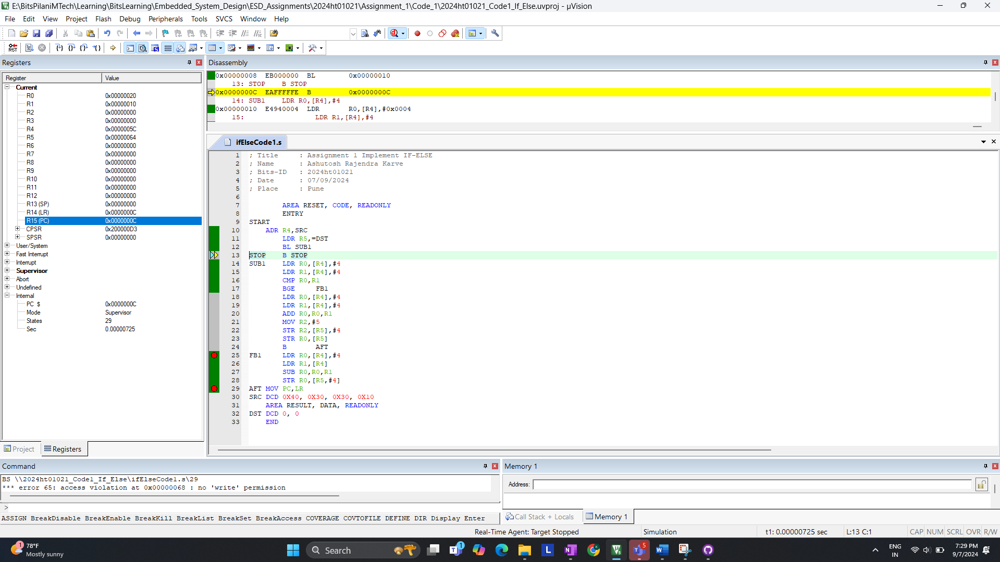 E:\BitsPilaniMTech\Learning\BitsLearning\Embedded_System_Design\ESD_Assignments\2024ht01021\Assignment_1\Code_1\2024ht01021_Code1_If_Else.uvproj - µVision
File Edit View Project Flash Debug Peripherals Tools SVCS Window Help
Registers
Register Value
Current
R0 0x00000020
R1 0x00000010
R2 0x00000000
R3 0x00000000
R4 0x0000005C
R5 0x00000064
R6 0x00000000
R7 0x00000000
R8 0x00000000
R9 0x00000000
R10 0x00000000
R11 0x00000000
R12 0x00000000
R13 (SP) 0x00000000
R14 (LR) 0x0000000C
R15 (PC) 0x0000000C
CPSR 0x200000D3
SPSR 0x00000000
User/System
Fast Interrupt
Interrupt
Supervisor
Abort
Undefined
Internal
PC $ 0x0000000C
Mode Supervisor
States 29
Sec 0.00000725
Project Registers
Disassembly
0x00000008 EB000000 BL 0x00000010
13: STOP B STOP
0x0000000C EAFFFFFE B 0x0000000C
14: SUB1 LDR R0,[R4],#4
0x00000010 E4940004 LDR R0,[R4],#0x0004
15: LDR R1,[R4],#4
ifElseCode1.s
1 ; Title : Assignment 1 Implement IF-ELSE
2 ; Name : Ashutosh Rajendra Karve
3 ; Bits-ID : 2024ht01021
4 ; Date : 07/09/2024
5 ; Place : Pune
6
7 AREA RESET, CODE, READONLY
8 ENTRY
9 START
10 ADR R4,SRC
11 LDR R5,=DST
12 BL SUB1
13 STOP B STOP
14 SUB1 LDR R0,[R4],#4
15 LDR R1,[R4],#4
16 CMP R0,R1
17 BGE FB1
18 LDR R0,[R4],#4
19 LDR R1,[R4],#4
20 ADD R0,R0,R1
21 MOV R2,#5
22 STR R2,[R5],#4
23 STR R0,[R5]
24 B AFT
25 FB1 LDR R0,[R4],#4
26 LDR R1,[R4]
27 SUB R0,R0,R1
28 STR R0,[R5,#4]
29 AFT MOV PC,LR
30 SRC DCD 0X40, 0X30, 0X30, 0X10
31 AREA RESULT, DATA, READONLY
32 DST DCD 0, 0
33 END
Command
BS \\2024ht01021_Code1_If_Else\ifElseCode1.s\29
*** error 65: access violation at 0x00000068 : no 'write' permission
>
ASSIGN BreakDisable BreakEnable BreakKill BreakList BreakSet BreakAccess COVERAGE COVTOFILE DEFINE DIR Display Enter
Memory 1
Address:
Call Stack + Locals Memory 1
Real-Time Agent: Target Stopped Simulation t1: 0.00000725 sec L:13 C:1 CAP NUM SCRL OVR R/W
1 78°F
Mostly sunny
Search
1
5
ENG
IN
7:29 PM
9/7/2024